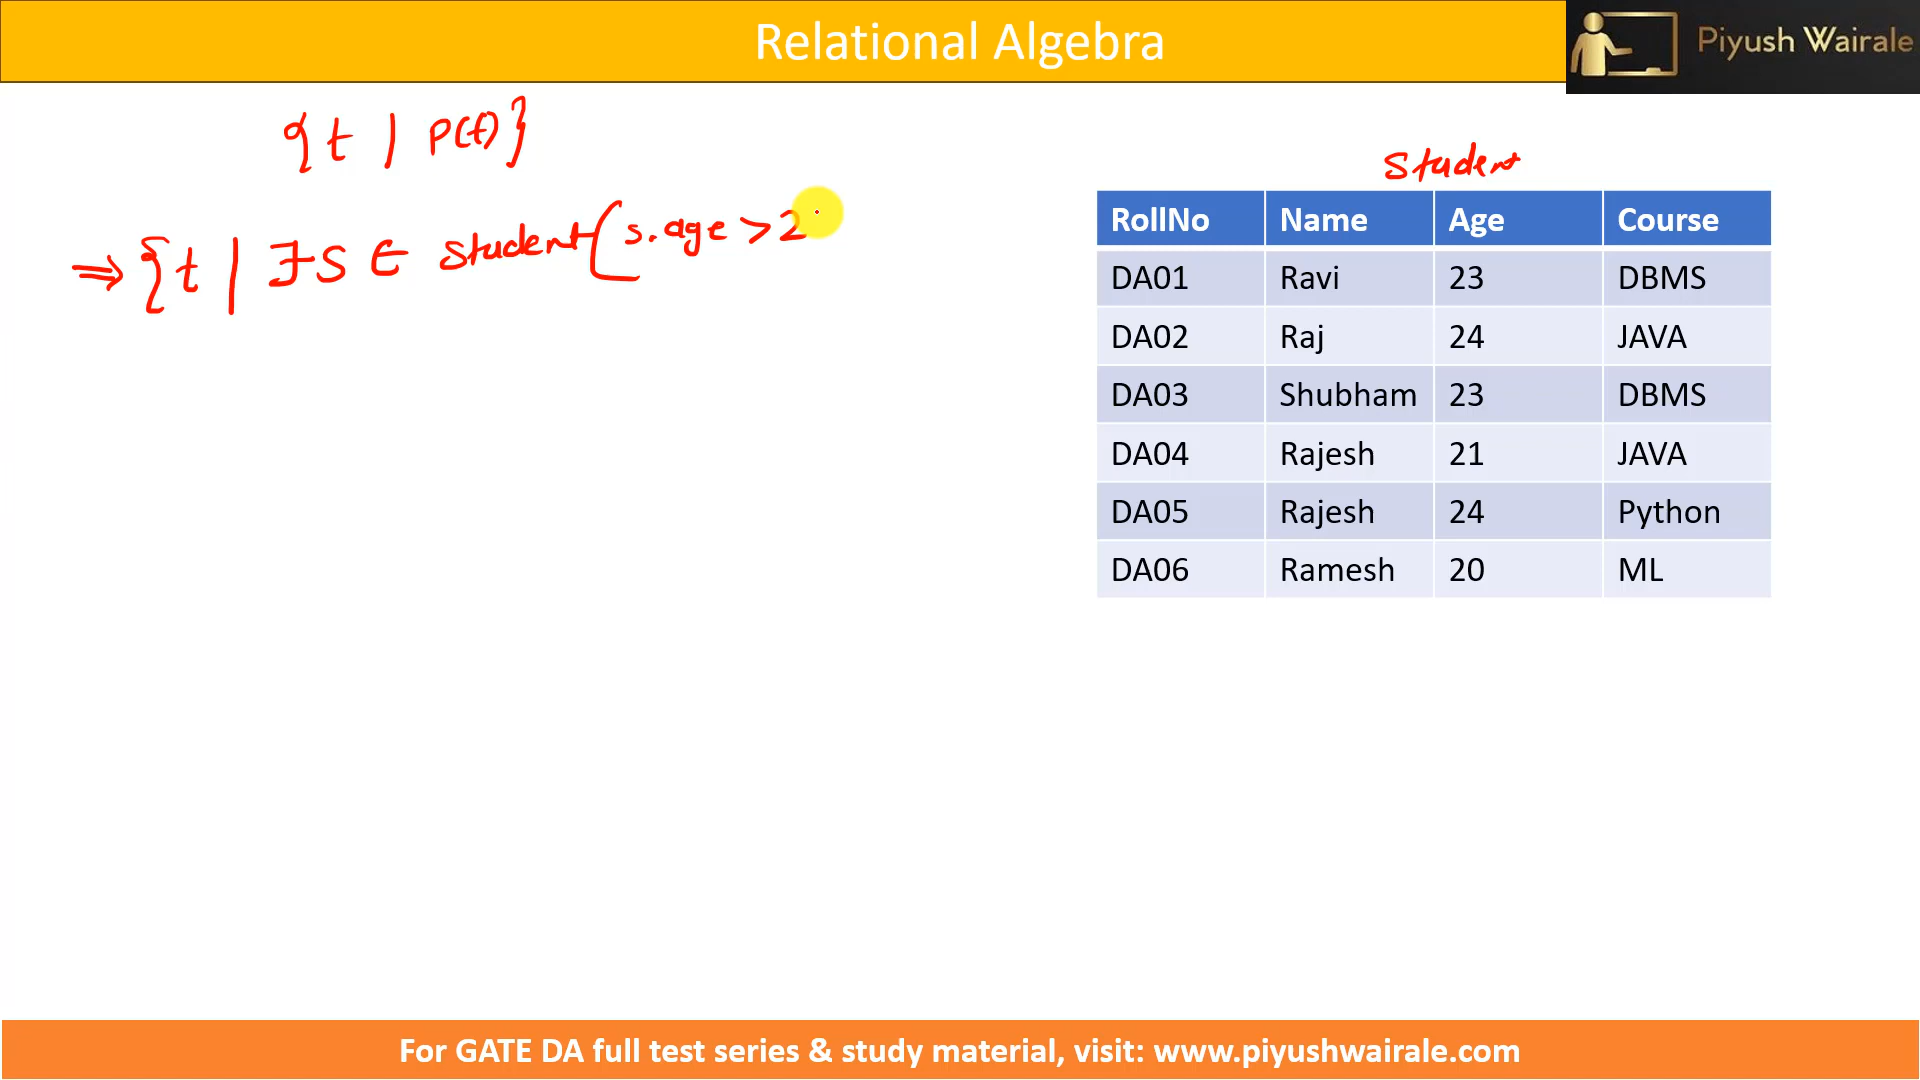 Relational Algebra
Piyush Wairale
{t | P(t)}
⇒ {t | ∃s ∈ student (s.age > 2
Student
RollNo Name Age Course
DA01 Ravi 23 DBMS
DA02 Raj 24 JAVA
DA03 Shubham 23 DBMS
DA04 Rajesh 21 JAVA
DA05 Rajesh 24 Python
DA06 Ramesh 20 ML
For GATE DA full test series & study material, visit: www.piyushwairale.com